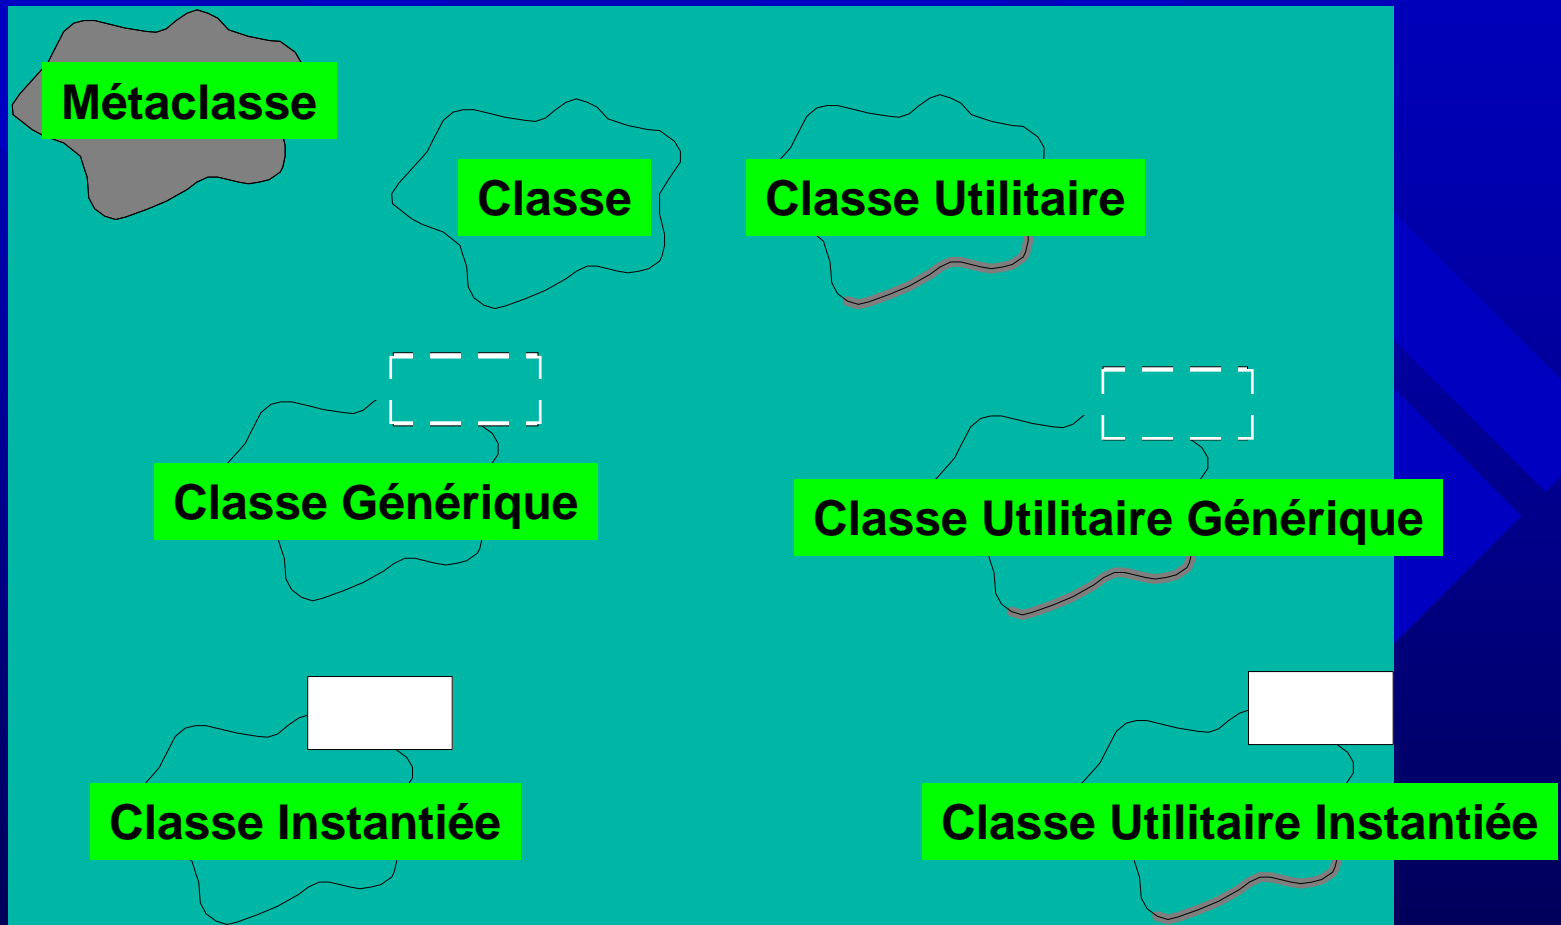 Métaclasse
Classe
Classe Utilitaire
Classe Générique
Classe Utilitaire Générique
Classe Instantiée
Classe Utilitaire Instantiée